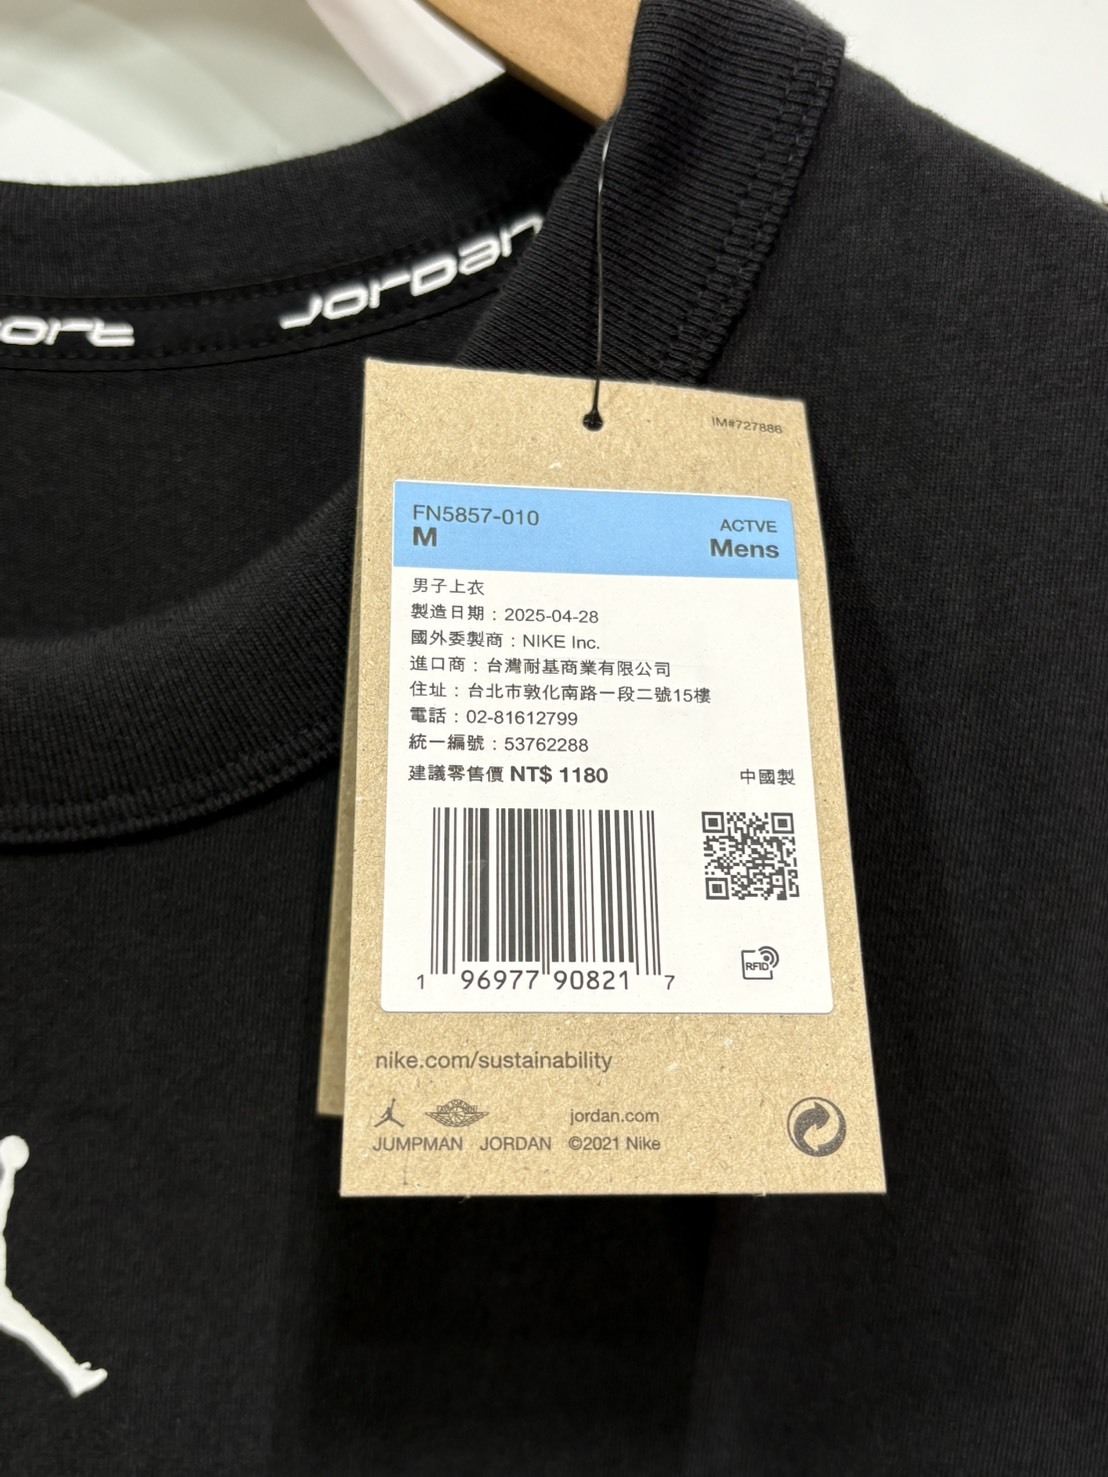 Jordan
ort
IM#727886
FN5857-010
M
ACTVE
Mens
男子上衣
製造日期：2025-04-28
國外委製商：NIKE Inc.
進口商：台灣耐基商業有限公司
住址：台北市敦化南路一段二號15樓
電話：02-81612799
統一編號：53762288
建議零售價 NT$ 1180
中國製
1 96977 90821 7
RFID
nike.com/sustainability
jordan.com
JUMPMAN JORDAN ©2021 Nike